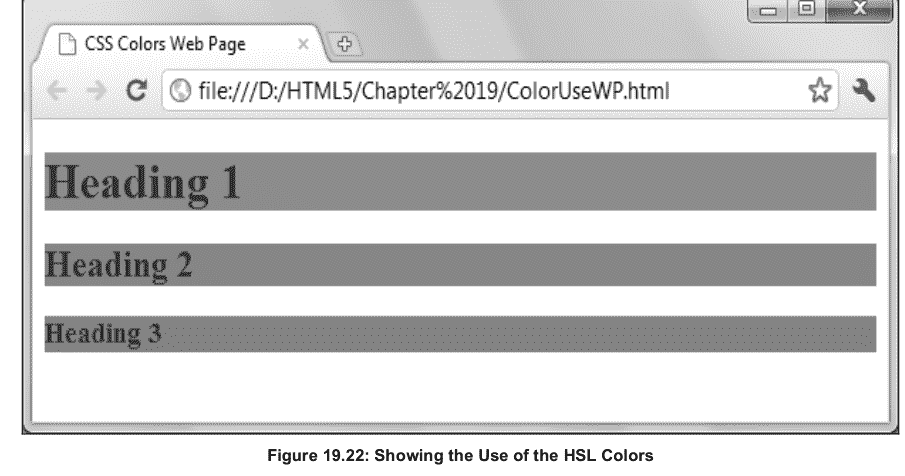 CSS Colors Web Page
file:///D:/HTML5/Chapter%2019/ColorUseWP.html
Heading 1
Heading 2
Heading 3
Figure 19.22: Showing the Use of the HSL Colors